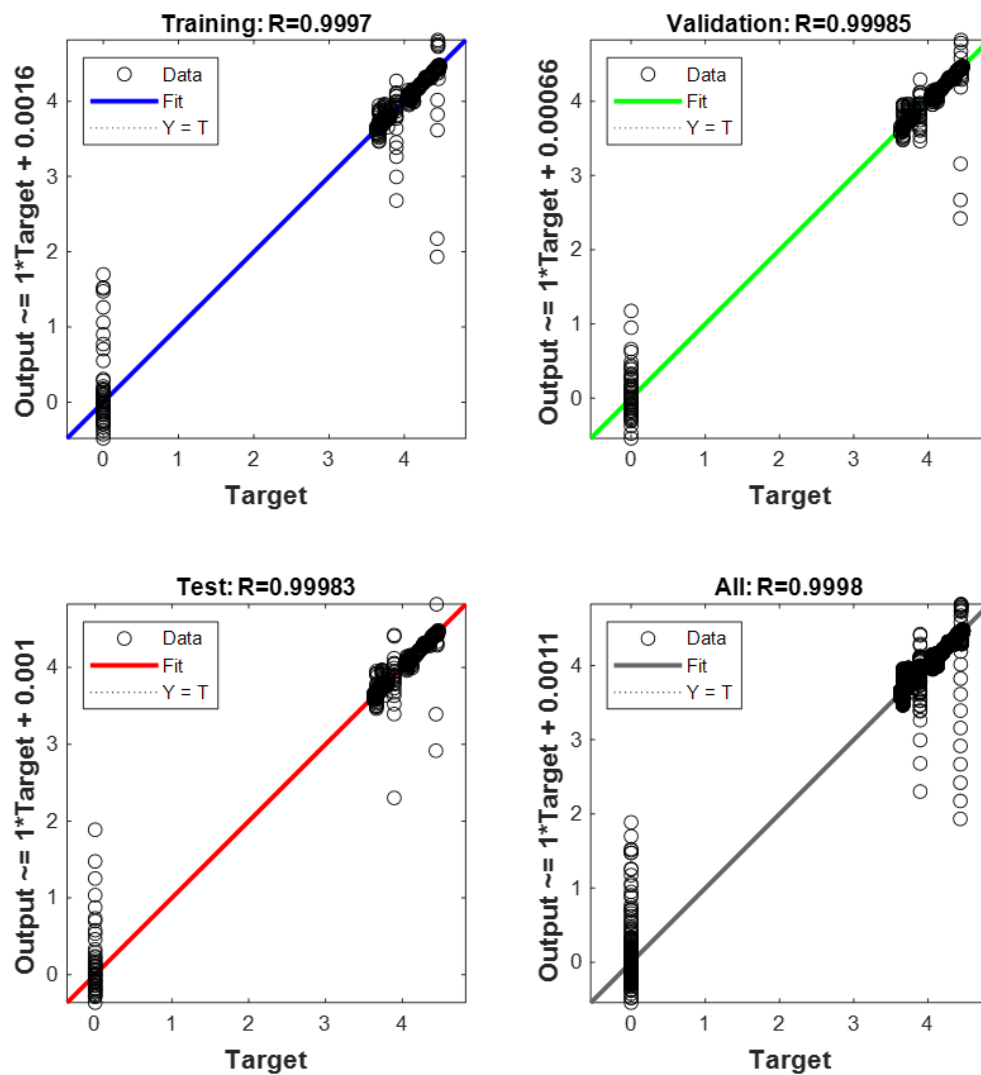 Training: R=0.9997
Output ~= 1*Target + 0.0016
Data
Fit
Y = T
4
3
2
1
0
0 1 2 3 4
Target
Validation: R=0.99985
Output ~= 1*Target + 0.00066
Data
Fit
Y = T
4
3
2
1
0
0 1 2 3 4
Target
Test: R=0.99983
Output ~= 1*Target + 0.001
Data
Fit
Y = T
4
3
2
1
0
0 1 2 3 4
Target
All: R=0.9998
Output ~= 1*Target + 0.0011
Data
Fit
Y = T
4
3
2
1
0
0 1 2 3 4
Target